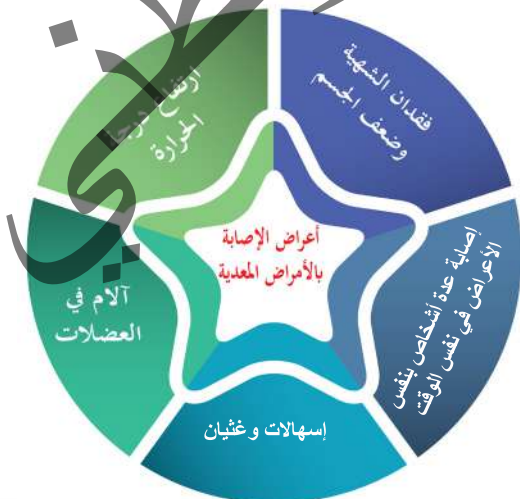 أعراض الإصابة
بالأمراض المعدية
فقدان الشهية
وضعف الجسم
إصابة عدة أشخاص بنفس
الأعراض في نفس الوقت
إسهالات وغثيان
آلام في
العضلات
ارتفاع درجة
الحرارة